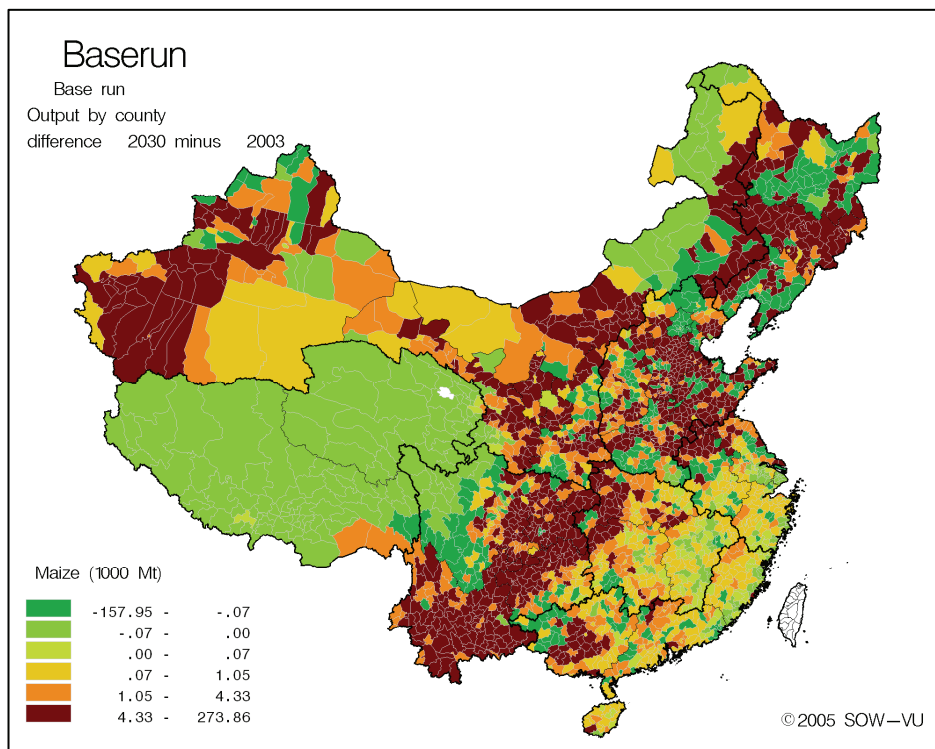 Baserun
Base run
Output by county
difference 2030 minus 2003
Maize (1000 Mt)
-157.95 - -.07
-.07 - .00
.00 - .07
.07 - 1.05
1.05 - 4.33
4.33 - 273.86
©2005 SOW-VU